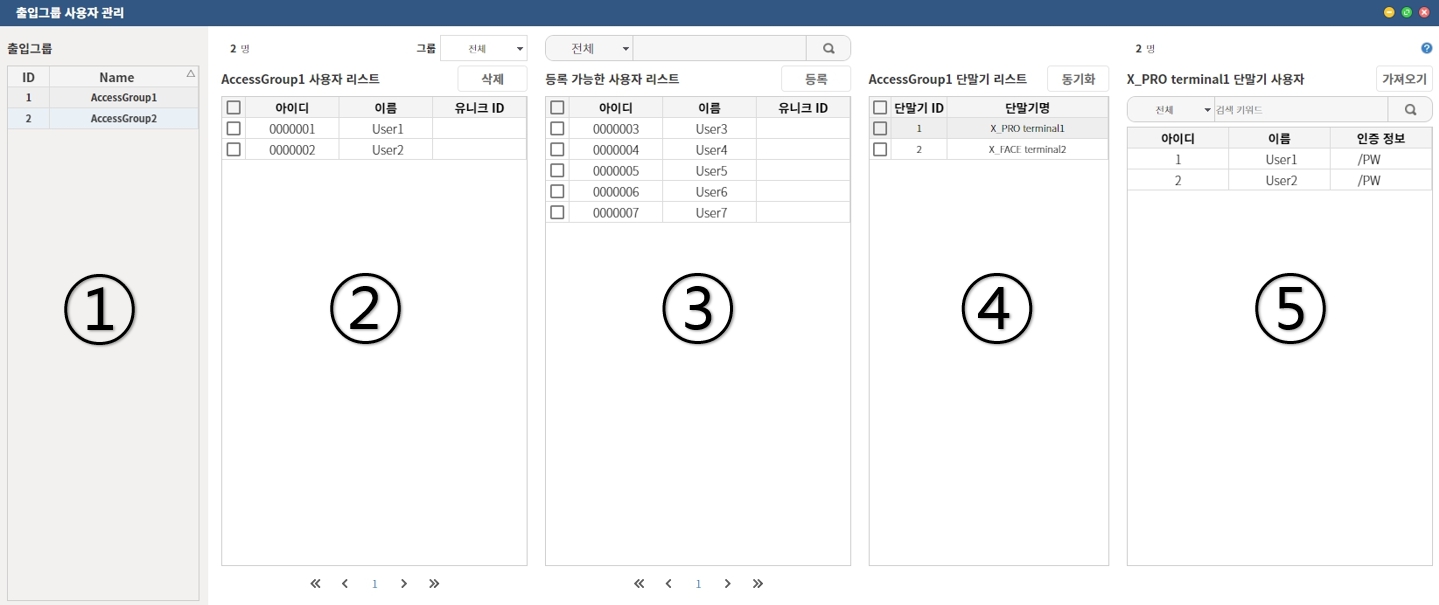 출입그룹 사용자 관리
출입그룹
ID Name
1 AccessGroup1
2 AccessGroup2
①
2 명 그룹 전체
AccessGroup1 사용자 리스트 삭제
아이디 이름 유니크 ID
0000001 User1
0000002 User2
②
1
전체
등록 가능한 사용자 리스트 등록
아이디 이름 유니크 ID
0000003 User3
0000004 User4
0000005 User5
0000006 User6
0000007 User7
③
1
AccessGroup1 단말기 리스트 동기화
단말기 ID 단말기명
1 X_PRO terminal1
2 X_FACE terminal2
④
2 명 ?
X_PRO terminal1 단말기 사용자 가져오기
전체 검색 키워드
아이디 이름 인증 정보
1 User1 /PW
2 User2 /PW
⑤